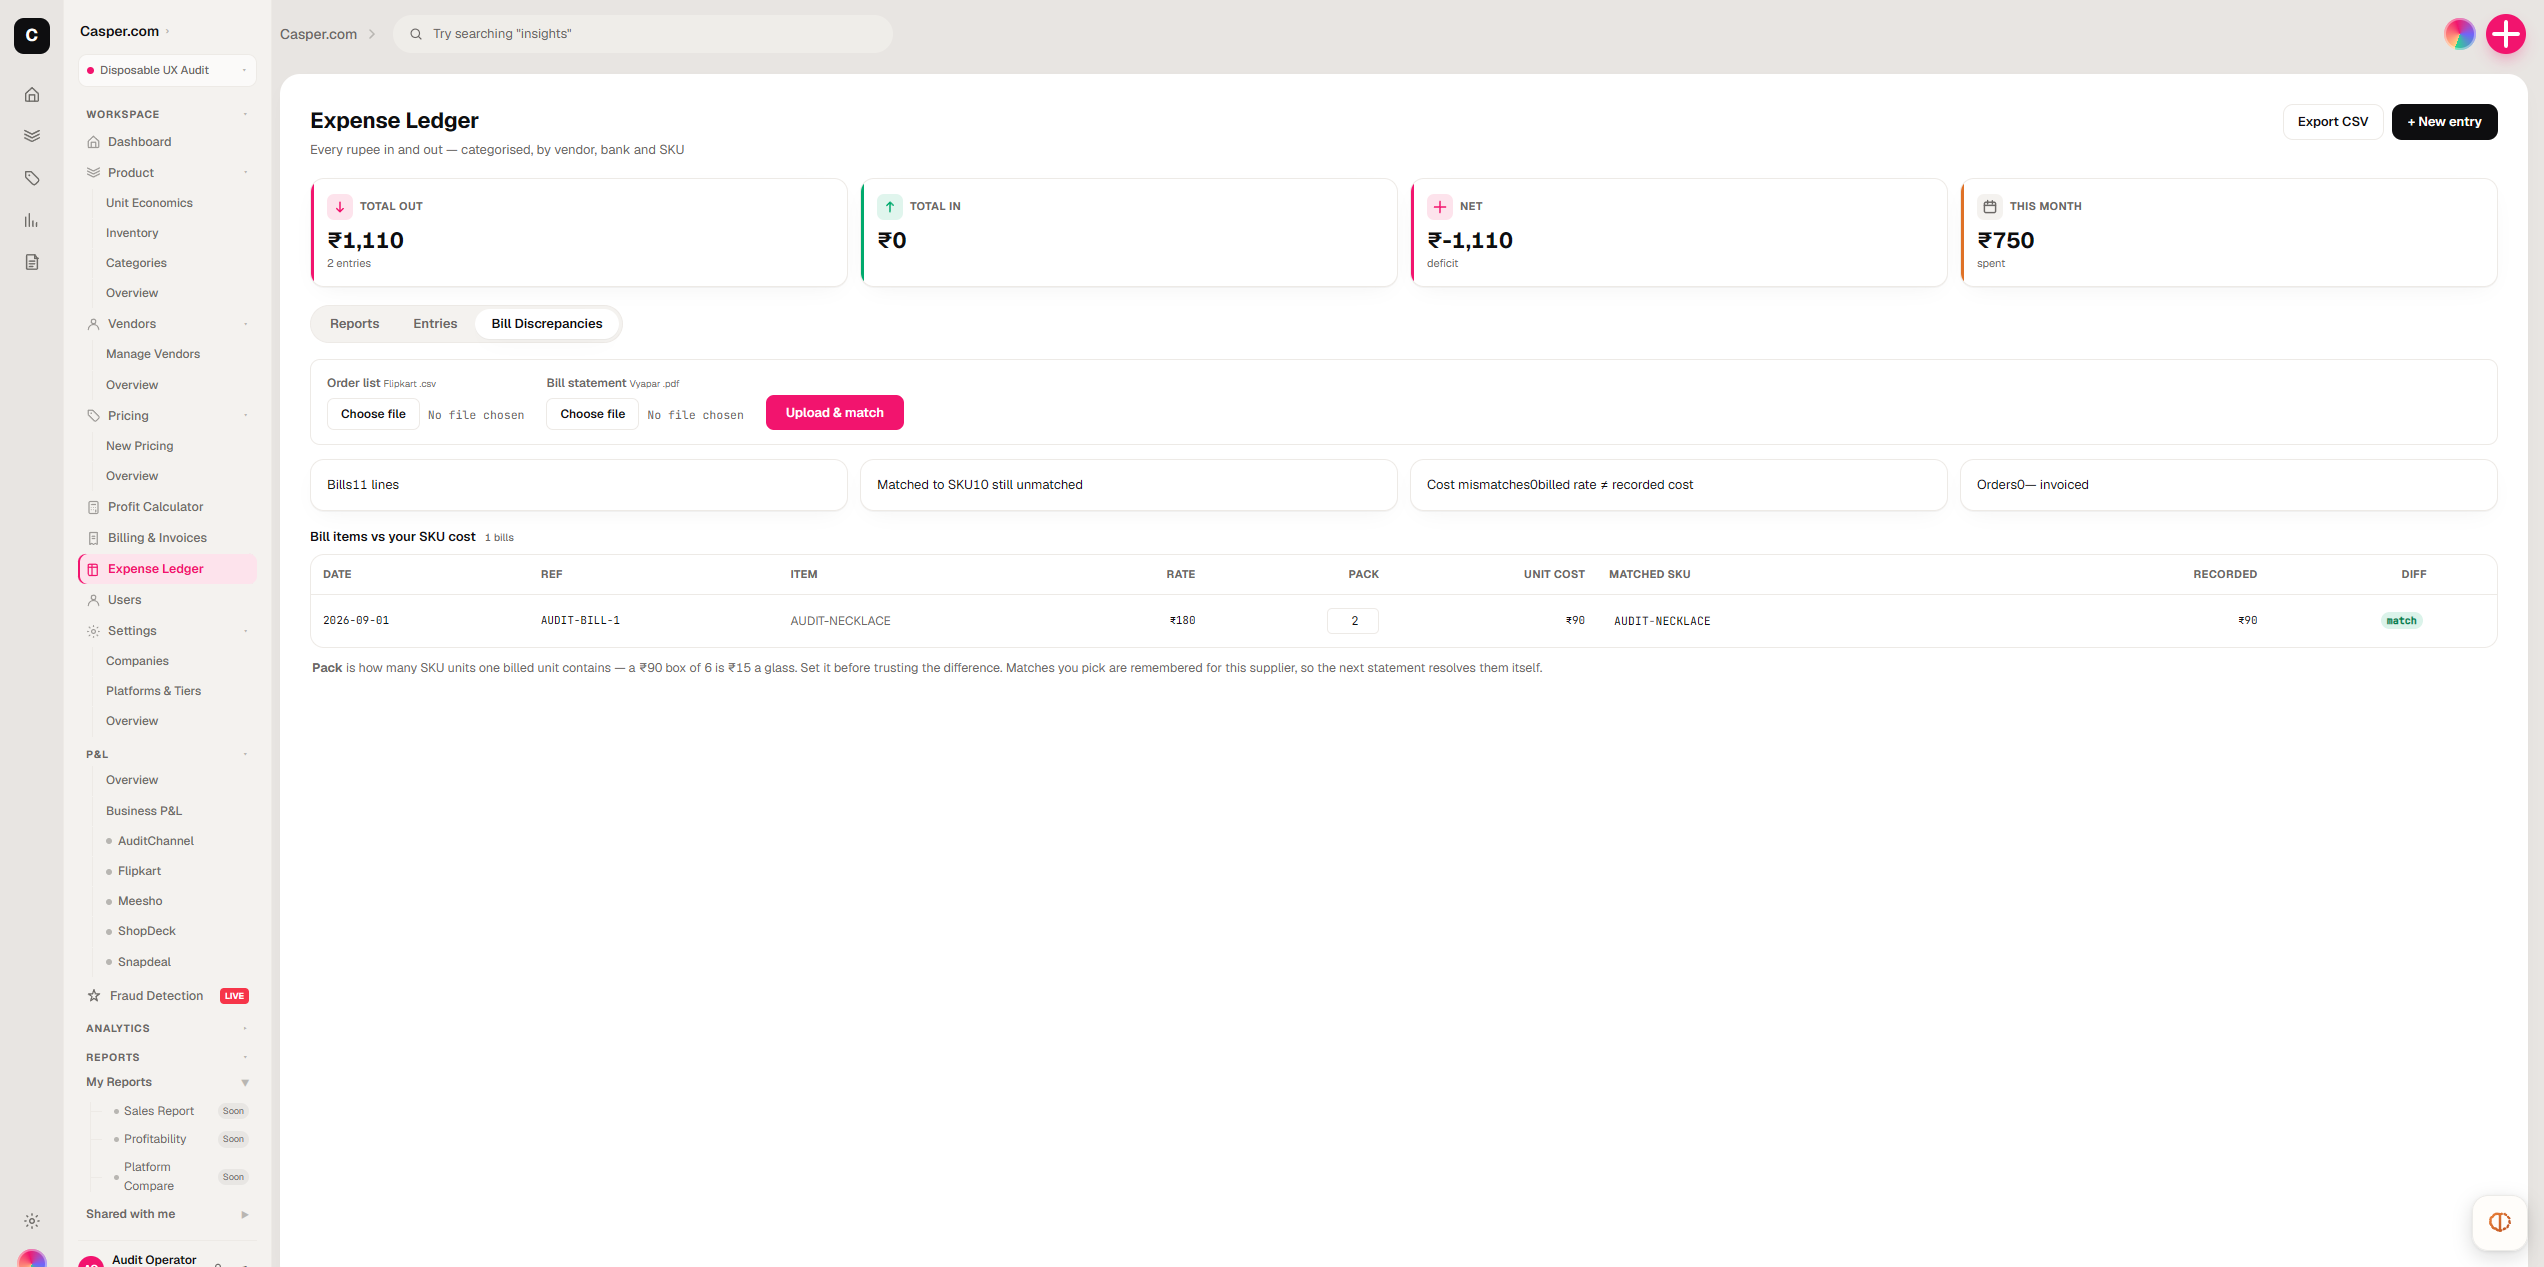 C
Casper.com
Disposable UX Audit
WORKSPACE
Dashboard
Product
Unit Economics
Inventory
Categories
Overview
Vendors
Manage Vendors
Overview
Pricing
New Pricing
Overview
Profit Calculator
Billing & Invoices
Expense Ledger
Users
Settings
Companies
Platforms & Tiers
Overview
P&L
Overview
Business P&L
AuditChannel
Flipkart
Meesho
ShopDeck
Snapdeal
Fraud Detection LIVE
ANALYTICS
REPORTS
My Reports
Sales Report Soon
Profitability Soon
Platform Compare Soon
Shared with me
Audit Operator
Casper.com
Try searching "insights"
Expense Ledger
Every rupee in and out — categorised, by vendor, bank and SKU
Export CSV
+ New entry
TOTAL OUT
₹1,110
2 entries
TOTAL IN
₹0
NET
₹-1,110
deficit
THIS MONTH
₹750
spent
Reports Entries Bill Discrepancies
Order list Flipkart .csv
Choose file No file chosen
Bill statement Vyapar .pdf
Choose file No file chosen
Upload & match
Bills11 lines
Matched to SKU10 still unmatched
Cost mismatches0billed rate ≠ recorded cost
Orders0— invoiced
Bill items vs your SKU cost 1 bills
DATE REF ITEM RATE PACK UNIT COST MATCHED SKU RECORDED DIFF
2026-09-01 AUDIT-BILL-1 AUDIT-NECKLACE ₹180 2 ₹90 AUDIT-NECKLACE ₹90 match
Pack is how many SKU units one billed unit contains — a ₹90 box of 6 is ₹15 a glass. Set it before trusting the difference. Matches you pick are remembered for this supplier, so the next statement resolves them itself.